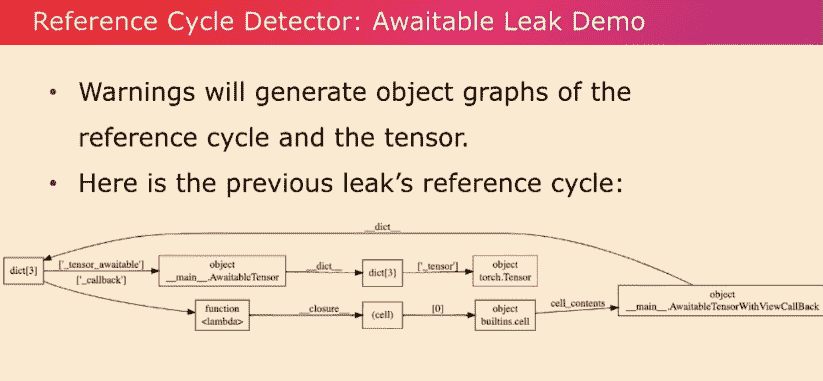 Reference Cycle Detector: Awaitable Leak Demo
• Warnings will generate object graphs of the
reference cycle and the tensor.
• Here is the previous leak's reference cycle:
__dict__
dict[3]
['_tensor_awaitable']
['_callback']
object
__main__.AwaitableTensor
__dict__
dict[3]
['_tensor']
object
torch.Tensor
function
<lambda>
__closure__
(cell)
[0]
object
builtins.cell
cell_contents
object
__main__.AwaitableTensorWithViewCallBack